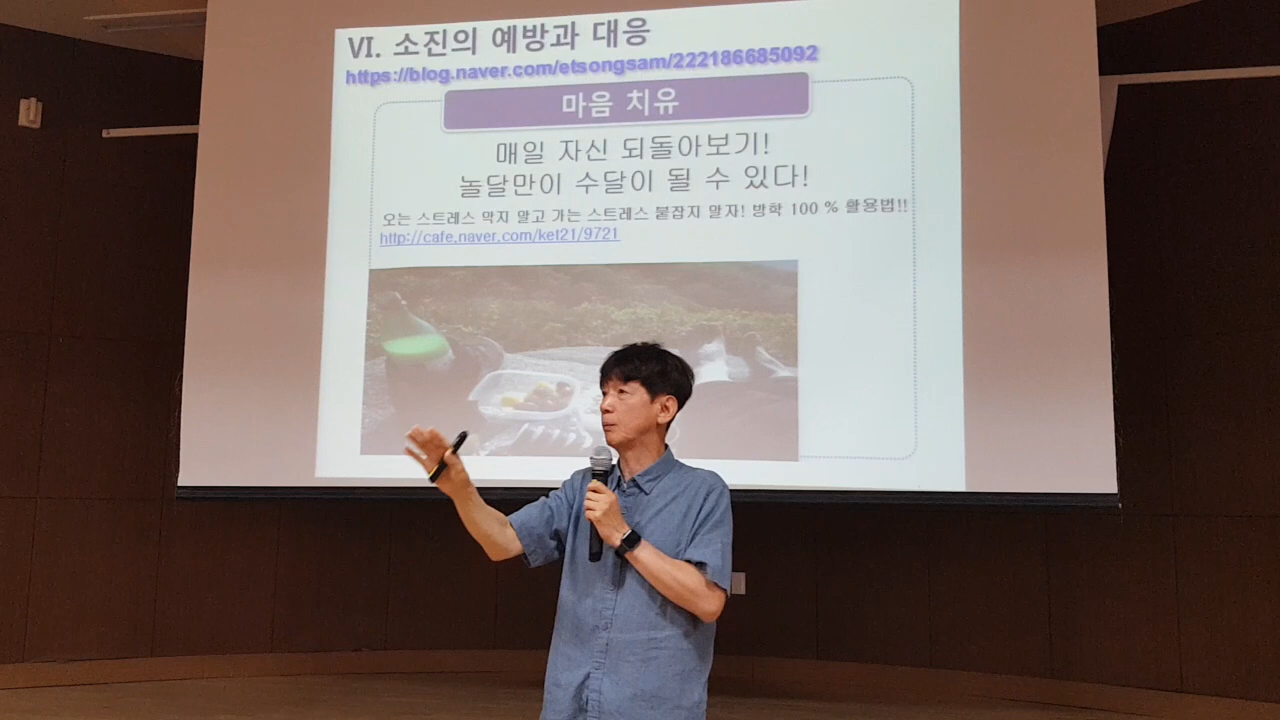 Ⅵ. 소진의 예방과 대응
https://blog.naver.com/etsongsam/222186685092
마음 치유
매일 자신 되돌아보기!
놀달만이 수달이 될 수 있다!
오는 스트레스 막지 말고 가는 스트레스 붙잡지 말자! 방학 100 % 활용법!!
http://cafe.naver.com/ket21/9721